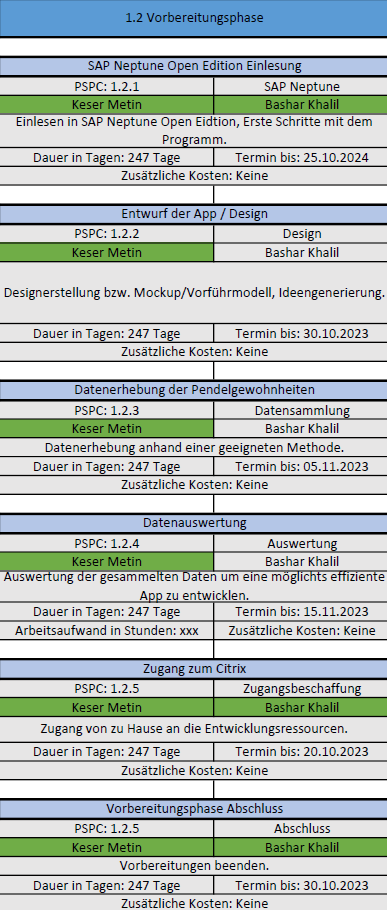 1.2 Vorbereitungsphase
SAP Neptune Open Edition Einlesung
PSPC: 1.2.1 SAP Neptune
Keser Metin Bashar Khalil
Einlesen in SAP Neptune Open Eidtion, Erste Schritte mit dem
Programm.
Dauer in Tagen: 247 Tage Termin bis: 25.10.2024
Zusätzliche Kosten: Keine
Entwurf der App / Design
PSPC: 1.2.2 Design
Keser Metin Bashar Khalil
Designerstellung bzw. Mockup/Vorführmodell, Ideengenerierung.
Dauer in Tagen: 247 Tage Termin bis: 30.10.2023
Zusätzliche Kosten: Keine
Datenerhebung der Pendelgewohnheiten
PSPC: 1.2.3 Datensammlung
Keser Metin Bashar Khalil
Datenerhebung anhand einer geeigneten Methode.
Dauer in Tagen: 247 Tage Termin bis: 05.11.2023
Zusätzliche Kosten: Keine
Datenauswertung
PSPC: 1.2.4 Auswertung
Keser Metin Bashar Khalil
Auswertung der gesammelten Daten um eine möglichts effiziente
App zu entwicklen.
Dauer in Tagen: 247 Tage Termin bis: 15.11.2023
Arbeitsaufwand in Stunden: xxx Zusätzliche Kosten: Keine
Zugang zum Citrix
PSPC: 1.2.5 Zugangsbeschaffung
Keser Metin Bashar Khalil
Zugang von zu Hause an die Entwicklungsressourcen.
Dauer in Tagen: 247 Tage Termin bis: 20.10.2023
Zusätzliche Kosten: Keine
Vorbereitungsphase Abschluss
PSPC: 1.2.5 Abschluss
Keser Metin Bashar Khalil
Vorbereitungen beenden.
Dauer in Tagen: 247 Tage Termin bis: 30.10.2023
Zusätzliche Kosten: Keine